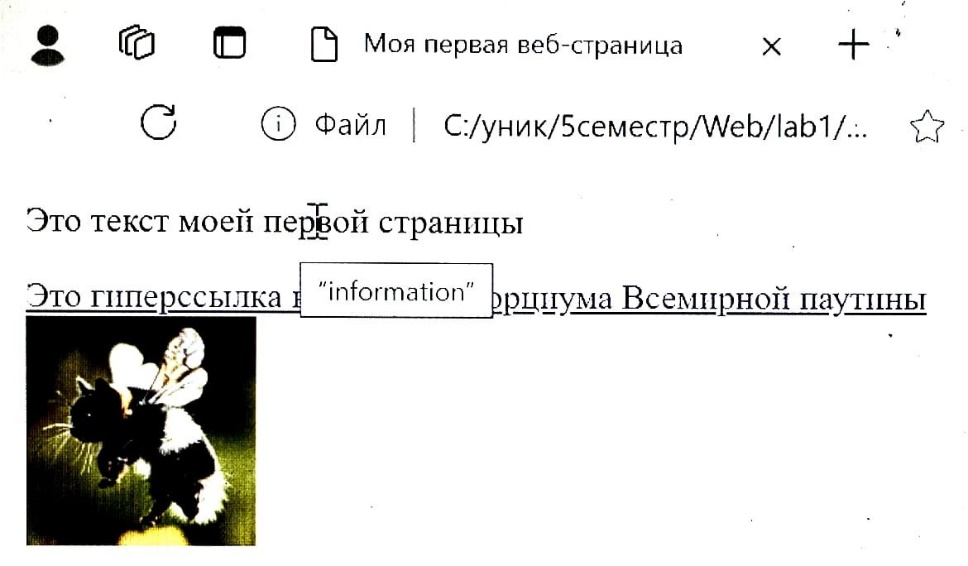 Моя первая веб-страница
Файл | C:/уник/5семестр/Web/lab1/...
Это текст моей первой страницы
"information"
Это гиперссылка Всемирной паутины